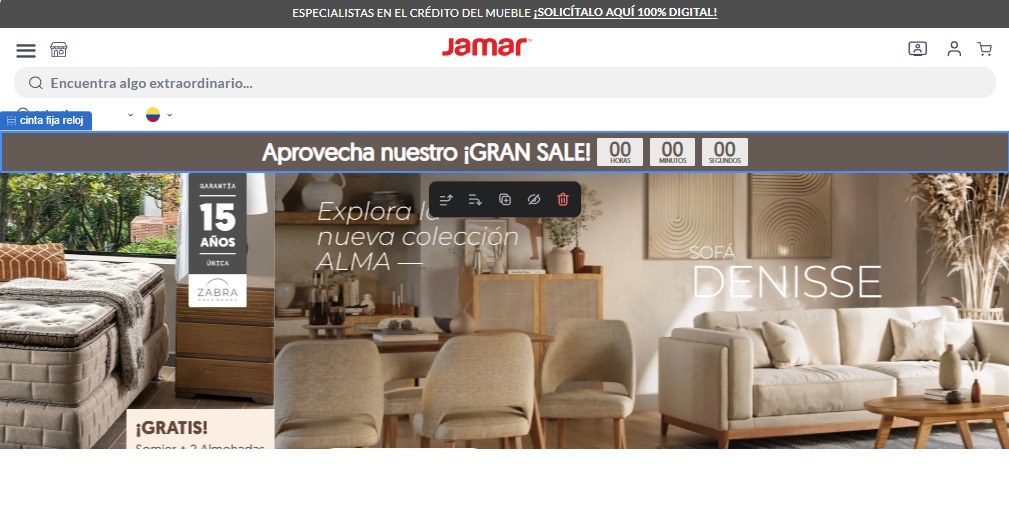 ESPECIALISTAS EN EL CRÉDITO DEL MUEBLE ¡SOLICÍTALO AQUÍ 100% DIGITAL!
Jamar
Encuentra algo extraordinario...
cinta fija reloj
Aprovecha nuestro ¡GRAN SALE! 00 00 00
HORAS MINUTOS SEGUNDOS
GARANTÍA
15
AÑOS
ÚNICA
ZABRA
¡GRATIS!
Somier + 2 Almohadas
Explora la
nueva colección
ALMA —
SOFÁ
DENISSE